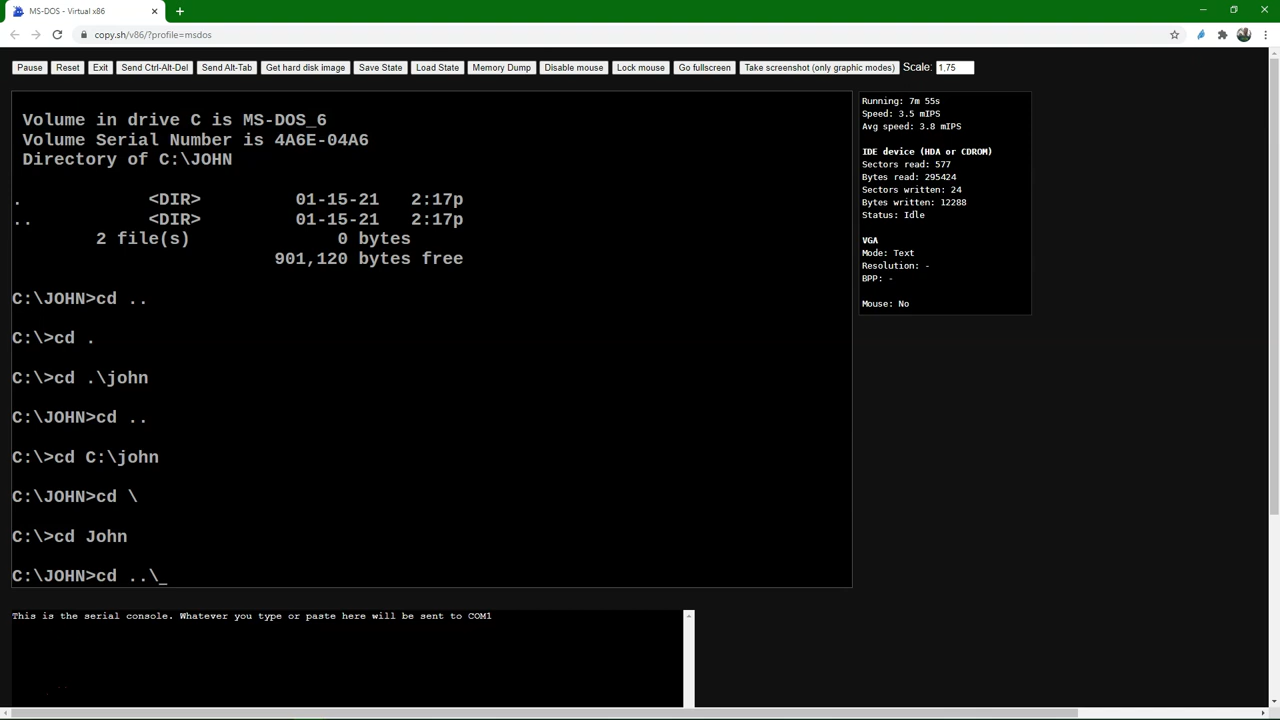 MS-DOS - Virtual x86
copy.sh/v86/?profile=msdos
Pause Reset Exit Send Ctrl-Alt-Del Send Alt-Tab Get hard disk image Save State Load State Memory Dump Disable mouse Lock mouse Go fullscreen Take screenshot (only graphic modes) Scale: 1,75
Volume in drive C is MS-DOS_6
Volume Serial Number is 4A6E-04A6
Directory of C:\JOHN
. <DIR> 01-15-21 2:17p
.. <DIR> 01-15-21 2:17p
2 file(s) 0 bytes
901,120 bytes free
C:\JOHN>cd ..
C:\>cd .
C:\>cd .\john
C:\JOHN>cd ..
C:\>cd C:\john
C:\JOHN>cd \
C:\>cd John
C:\JOHN>cd ..\_
Running: 7m 55s
Speed: 3.5 mIPS
Avg speed: 3.8 mIPS
IDE device (HDA or CDROM)
Sectors read: 577
Bytes read: 295424
Sectors written: 24
Bytes written: 12288
Status: Idle
VGA
Mode: Text
Resolution: -
BPP: -
Mouse: No
This is the serial console. Whatever you type or paste here will be sent to COM1